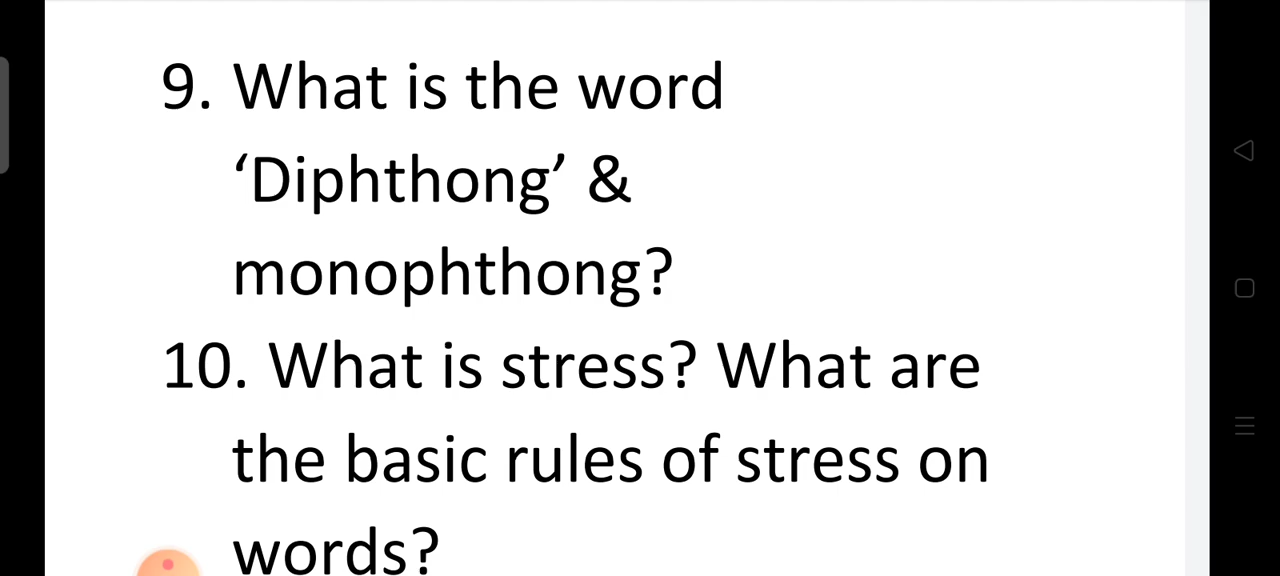 9. What is the word
‘Diphthong’ &
monophthong?
10. What is stress? What are
the basic rules of stress on
words?